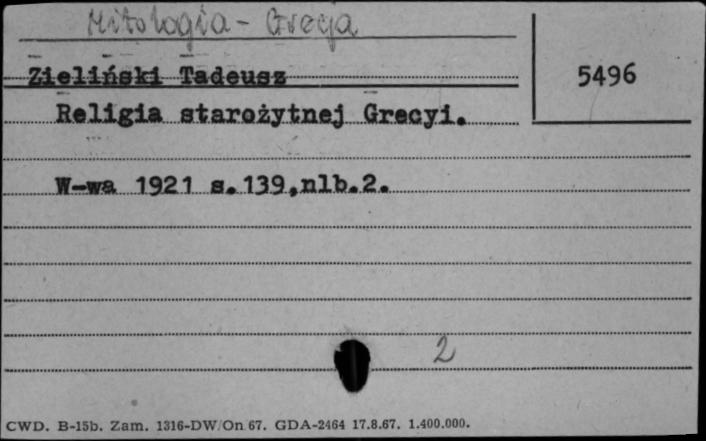 Mitologia - Grecja
Zieliński Tadeusz
5496
Religia starożytnej Grecyi.
W-wa 1921 s.139,nlb.2.
2
CWD. B-15b. Zam. 1316-DW/On 67. GDA-2464 17.8.67. 1.400.000.